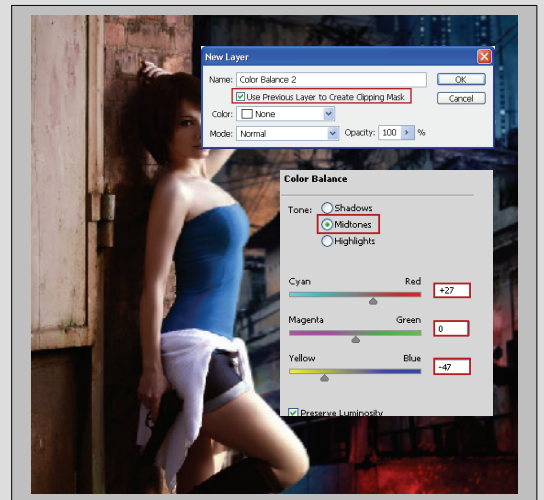 New Layer
Name: Color Balance 2 OK
Use Previous Layer to Create Clipping Mask Cancel
Color: None
Mode: Normal Opacity: 100 %
Color Balance
Tone: Shadows
Midtones
Highlights
Cyan Red +27
Magenta Green 0
Yellow Blue -47
Preserve Luminosity